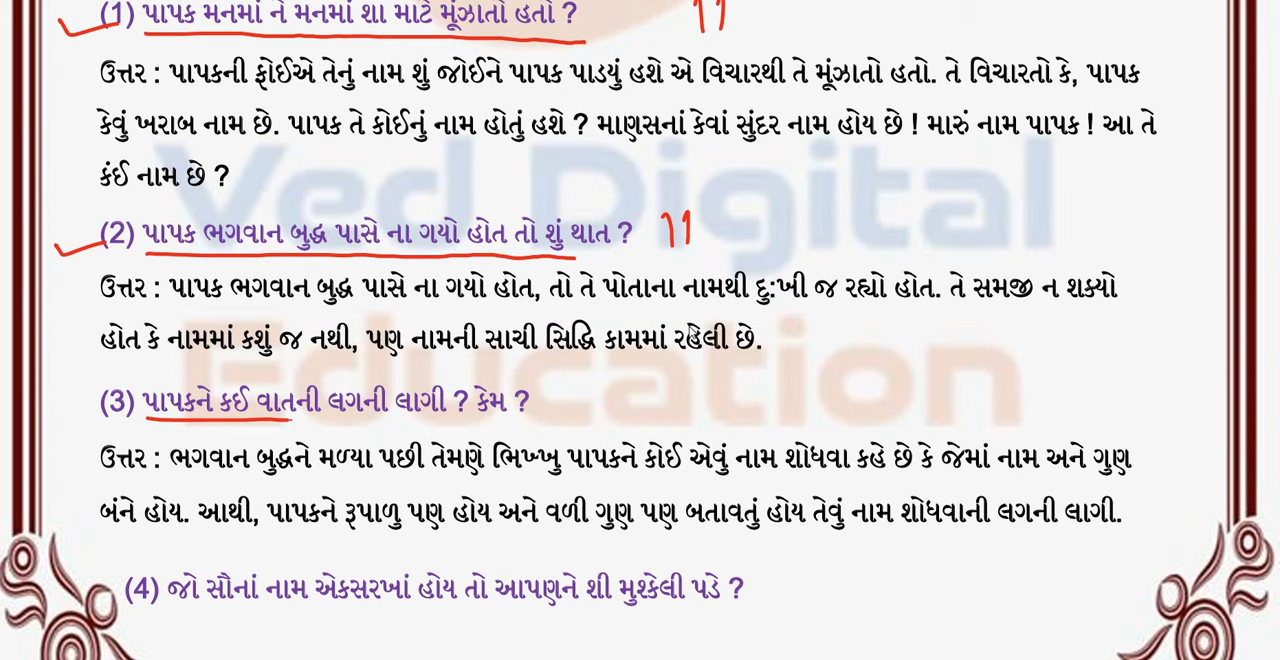 (1) પાપક મનમાં ને મનમાં શા માટે મૂંઝાતો હતો ?
ઉત્તર : પાપકની ફોઈએ તેનું નામ શું જોઈને પાપક પાડયું હશે એ વિચારથી તે મૂંઝાતો હતો. તે વિચારતો કે, પાપક
કેવું ખરાબ નામ છે. પાપક તે કોઈનું નામ હોતું હશે ? માણસનાં કેવાં સુંદર નામ હોય છે ! મારું નામ પાપક ! આ તે
કંઈ નામ છે ?
Ved Digital
(2) પાપક ભગવાન બુદ્ધ પાસે ના ગયો હોત તો શું થાત ?
ઉત્તર : પાપક ભગવાન બુદ્ધ પાસે ના ગયો હોત, તો તે પોતાના નામથી દુ:ખી જ રહ્યો હોત. તે સમજી ન શક્યો
હોત કે નામમાં કશું જ નથી, પણ નામની સાચી સિદ્ધિ કામમાં રહેલી છે.
Education
(3) પાપકને કઈ વાતની લગની લાગી ? કેમ ?
ઉત્તર : ભગવાન બુદ્ધને મળ્યા પછી તેમણે ભિખ્ખુ પાપકને કોઈ એવું નામ શોધવા કહે છે કે જેમાં નામ અને ગુણ
બંને હોય. આથી, પાપકને રૂપાળુ પણ હોય અને વળી ગુણ પણ બતાવતું હોય તેવું નામ શોધવાની લગની લાગી.
(4) જો સૌનાં નામ એકસરખાં હોય તો આપણને શી મુશ્કેલી પડે ?